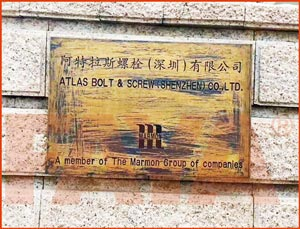 阿特拉斯螺栓(深圳)有限公司
ATLAS BOLT & SCREW (SHENZHEN) CO.,LTD.
A member of The Marmon Group of companies